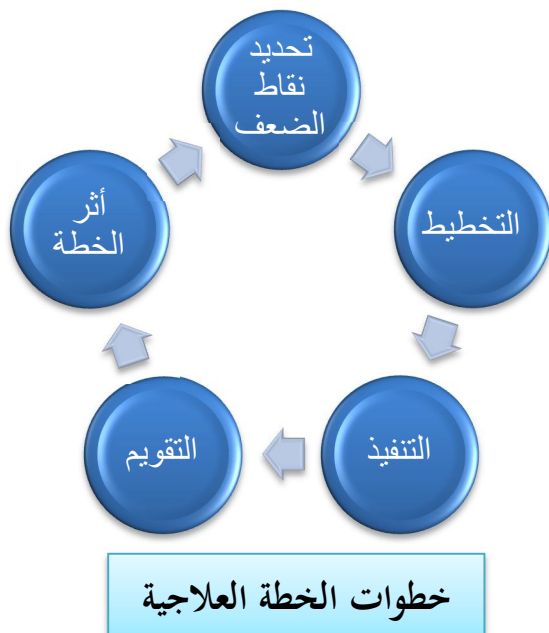 تحديد
نقاط
الضعف
التخطيط
التنفيذ
التقويم
أثر
الخطة
خطوات الخطة العلاجية